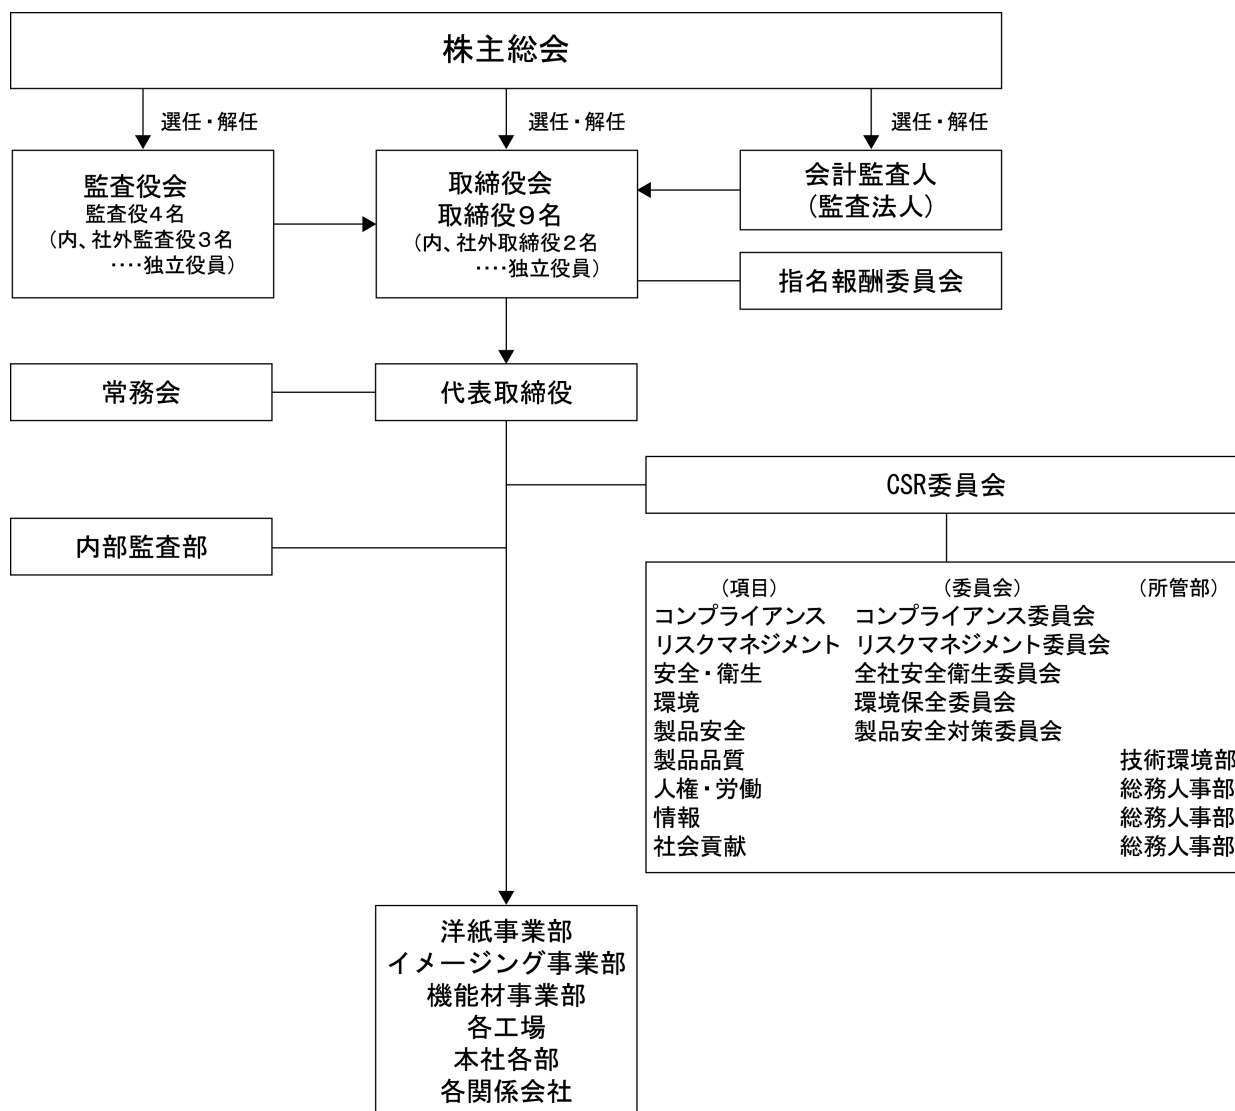 株主総会
選任・解任
選任・解任
選任・解任
監査役会
監査役4名
(内、社外監査役3名
‥‥独立役員)
取締役会
取締役9名
(内、社外取締役2名
‥‥独立役員)
会計監査人
(監査法人)
指名報酬委員会
常務会
代表取締役
CSR委員会
内部監査部
(項目) (委員会) (所管部)
コンプライアンス コンプライアンス委員会
リスクマネジメント リスクマネジメント委員会
安全・衛生 全社安全衛生委員会
環境 環境保全委員会
製品安全 製品安全対策委員会
製品品質 技術環境部
人権・労働 総務人事部
情報 総務人事部
社会貢献 総務人事部
洋紙事業部
イメージング事業部
機能材事業部
各工場
本社各部
各関係会社